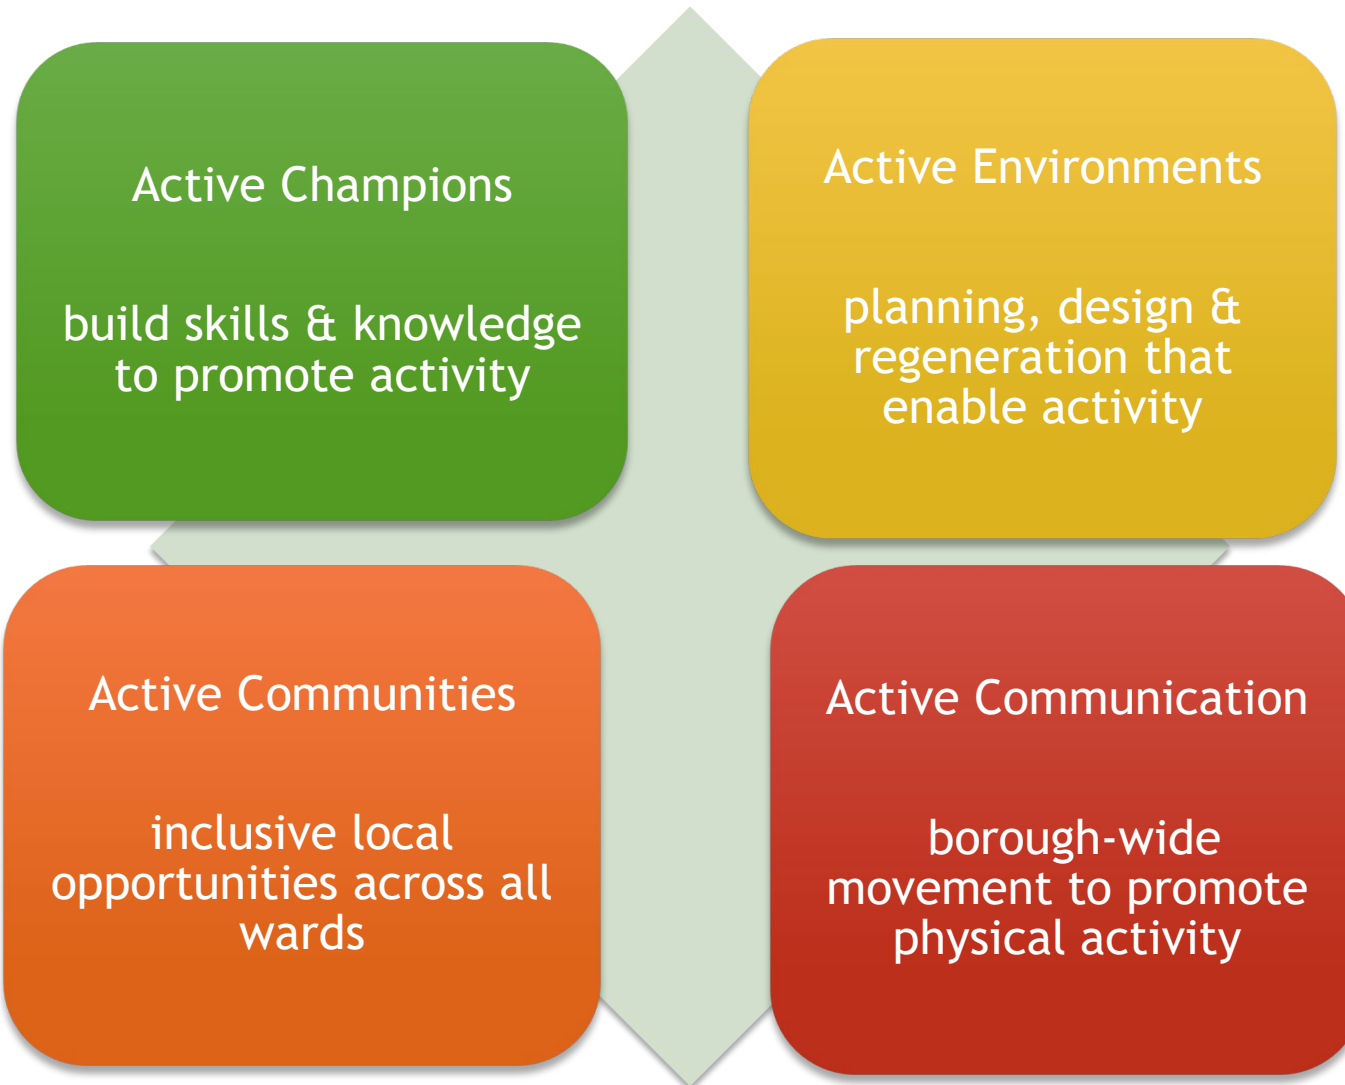 Active Champions
build skills & knowledge
to promote activity
Active Environments
planning, design &
regeneration that
enable activity
Active Communities
inclusive local
opportunities across all
wards
Active Communication
borough-wide
movement to promote
physical activity